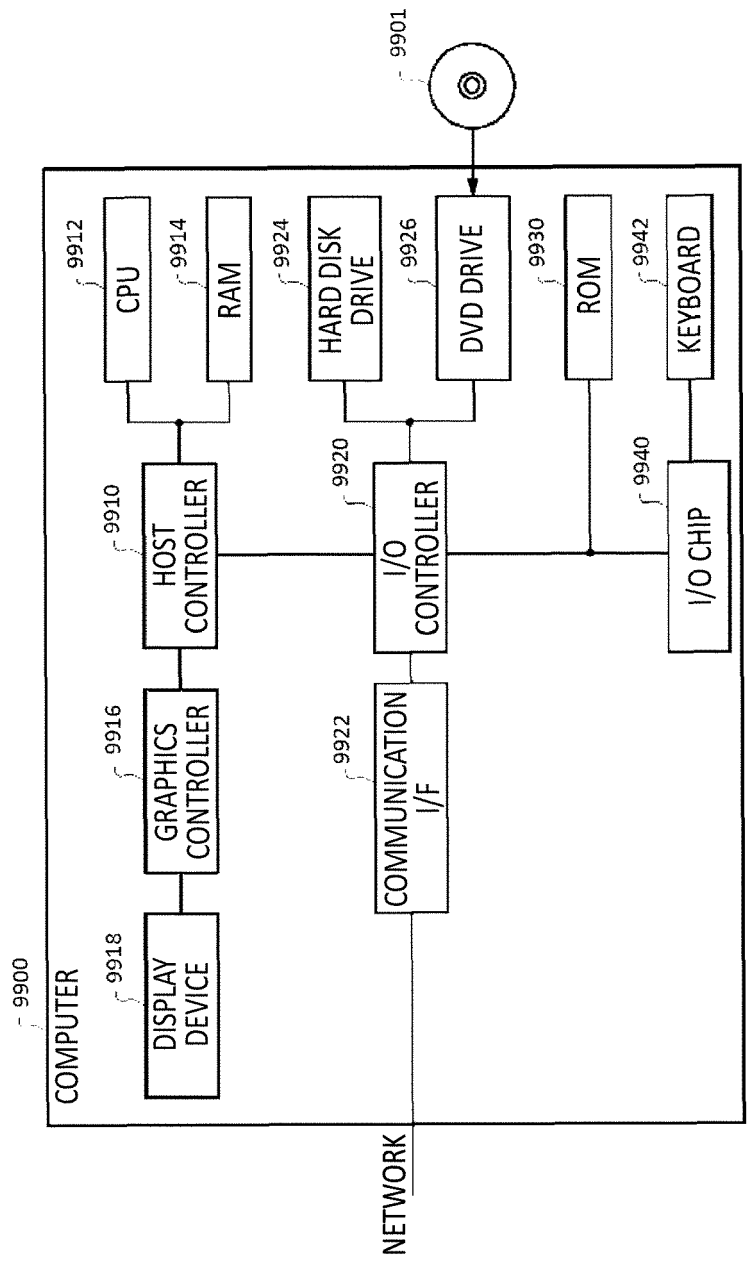 9900
COMPUTER
9918
DISPLAY
DEVICE
9916
GRAPHICS
CONTROLLER
9910
HOST
CONTROLLER
9912
CPU
9914
RAM
NETWORK
9922
COMMUNICATION
I/F
9920
I/O
CONTROLLER
9924
HARD DISK
DRIVE
9926
DVD DRIVE
9901
9930
ROM
9940
I/O CHIP
9942
KEYBOARD